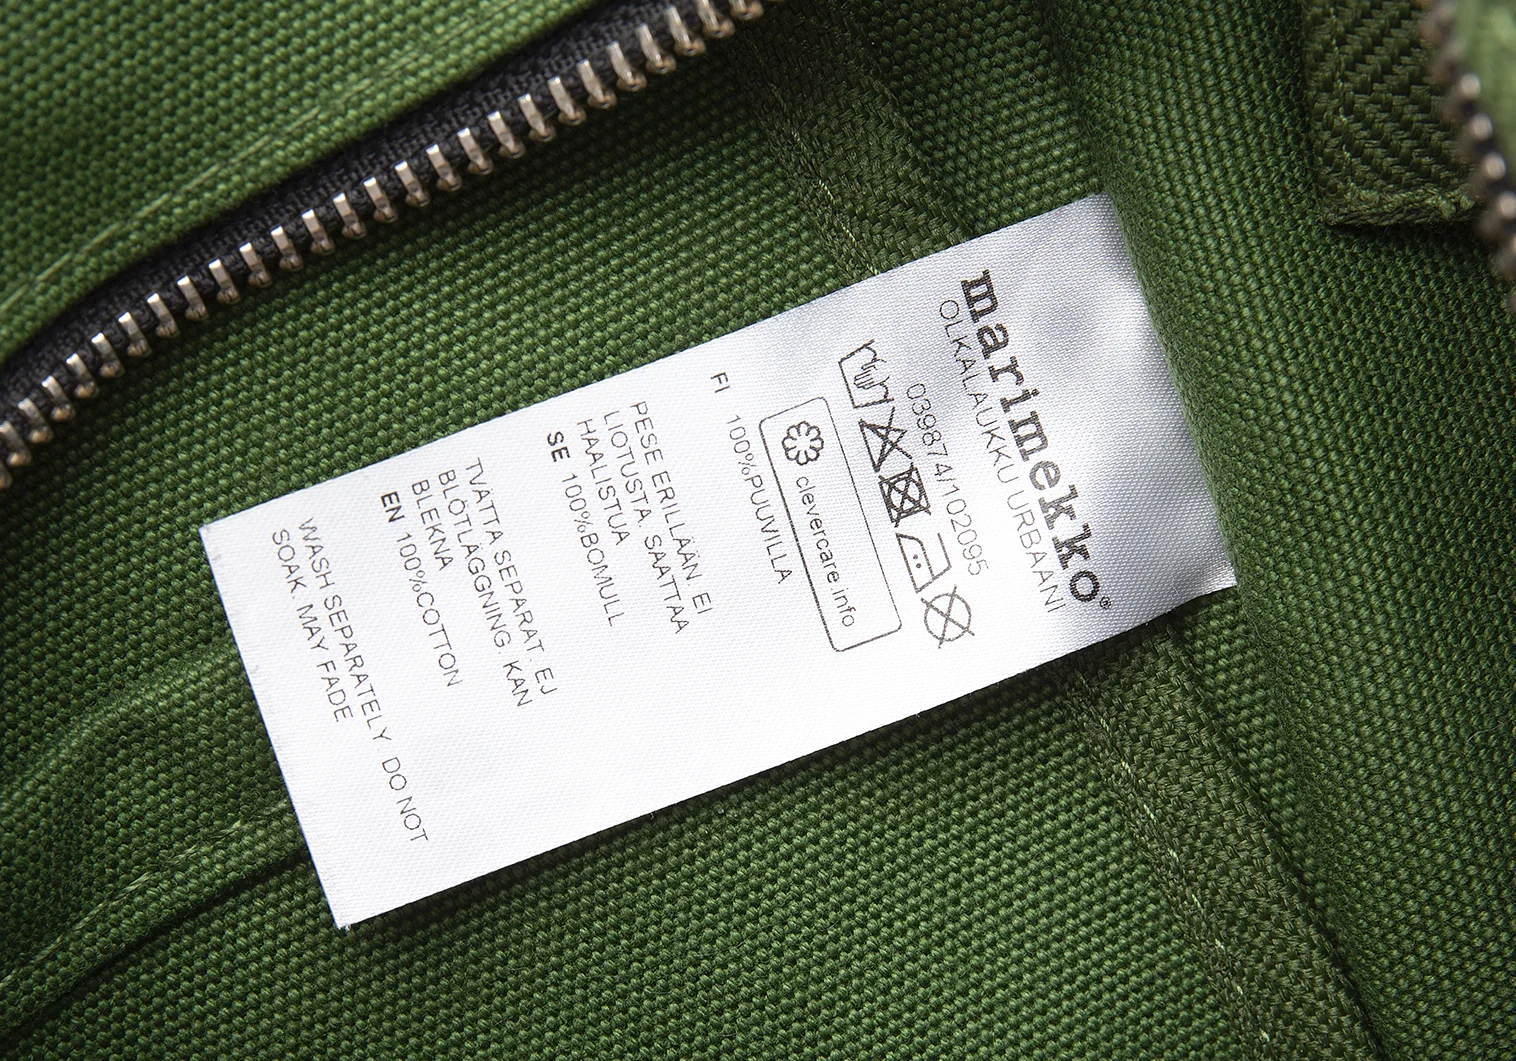 marimekko®
OLKALAUKKU URBAANI
039874/102095
clevercare.info
FI 100%PUUVILLA
PESE ERILLÄÄN. EI
LIOTUSTA. SAATTAA
HAALISTUA
SE 100%BOMULL
TVÄTTA SEPARAT. EJ
BLÖTLÄGGNING. KAN
BLEKNA
EN 100%COTTON
WASH SEPARATELY. DO NOT
SOAK. MAY FADE